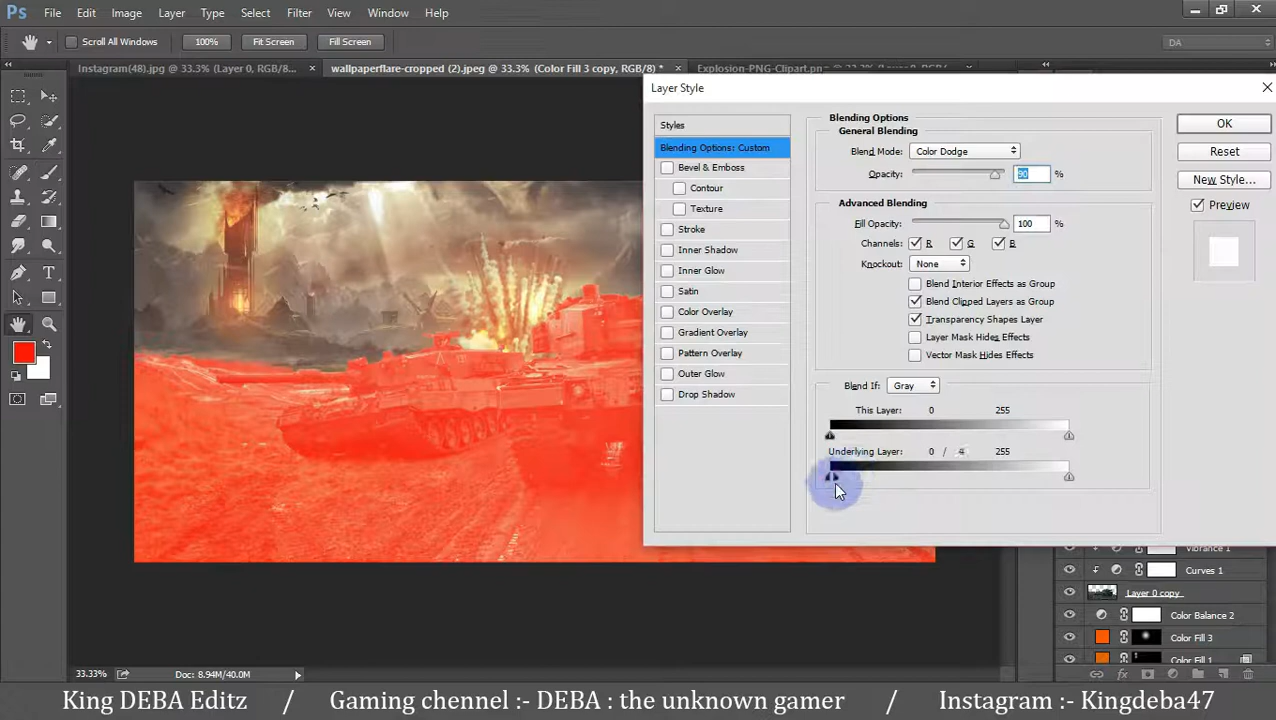 Ps File Edit Image Layer Type Select Filter View Window Help
Scroll All Windows 100% Fit Screen Fill Screen DA
Instagram(48).jpg @ 33.3% (Layer 0, RGB/8... × wallpaperflare-cropped (2).jpeg @ 33.3% (Color Fill 3 copy, RGB/8) * ×
Layer Style
Styles
Blending Options: Custom
Bevel & Emboss
Contour
Texture
Stroke
Inner Shadow
Inner Glow
Satin
Color Overlay
Gradient Overlay
Pattern Overlay
Outer Glow
Drop Shadow
Blending Options
General Blending
Blend Mode: Color Dodge
Opacity: 90 %
Advanced Blending
Fill Opacity: 100 %
Channels: R G B
Knockout: None
Blend Interior Effects as Group
Blend Clipped Layers as Group
Transparency Shapes Layer
Layer Mask Hides Effects
Vector Mask Hides Effects
Blend If: Gray
This Layer: 0 255
Underlying Layer: 0 / 4 255
OK
Reset
New Style...
Preview
Vibrance 1
Curves 1
Layer 0 copy
Color Balance 2
Color Fill 3
Color Fill 1
33.33% Doc: 8.94M/40.0M
King DEBA Editz / Gaming chennel :- DEBA : the unknown gamer / Instagram :- Kingdeba47